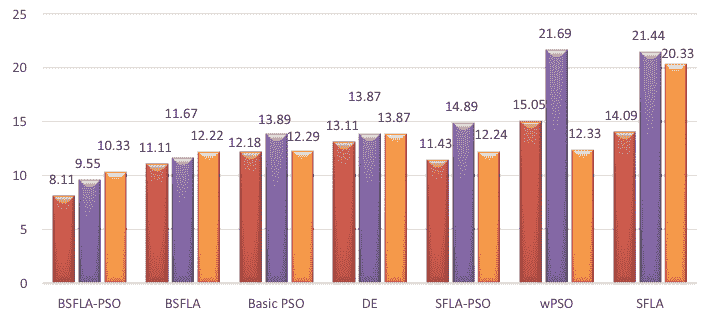 25
20
15
10
5
0
8.11 9.55 10.33
11.11 11.67 12.22
12.18 13.89 12.29
13.11 13.87 13.87
11.43 14.89 12.24
15.05 21.69 12.33
14.09 21.44 20.33
BSFLA-PSO BSFLA Basic PSO DE SFLA-PSO wPSO SFLA